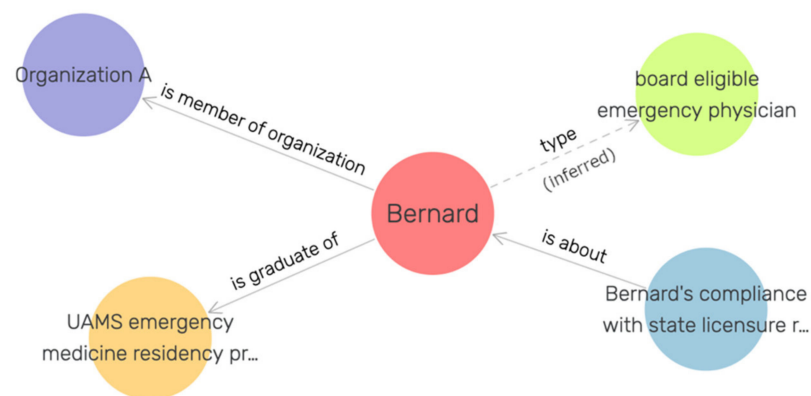 Organization A
is member of organization
board eligible
emergency physician
type
(inferred)
Bernard
is about
is graduate of
Bernard's compliance
with state licensure r...
UAMS emergency
medicine residency pr...